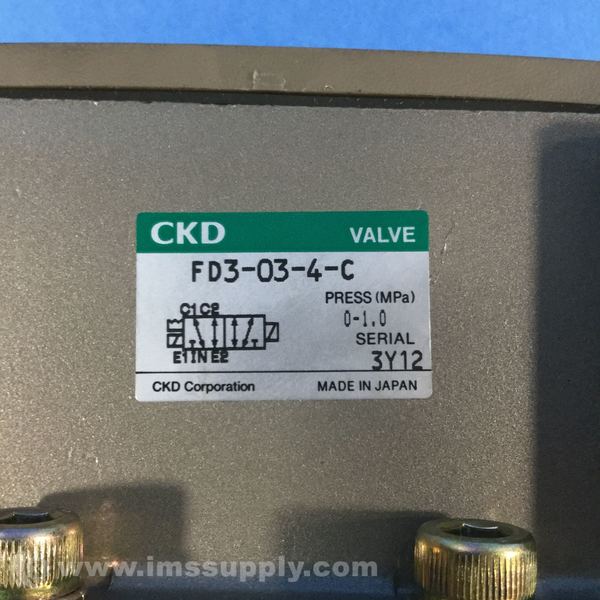 CKD VALVE
FD3-03-4-C
PRESS (MPa)
C1 C2
0-1.0
SERIAL
E1 IN E2
3Y12
CKD Corporation MADE IN JAPAN
www.imssupply.com